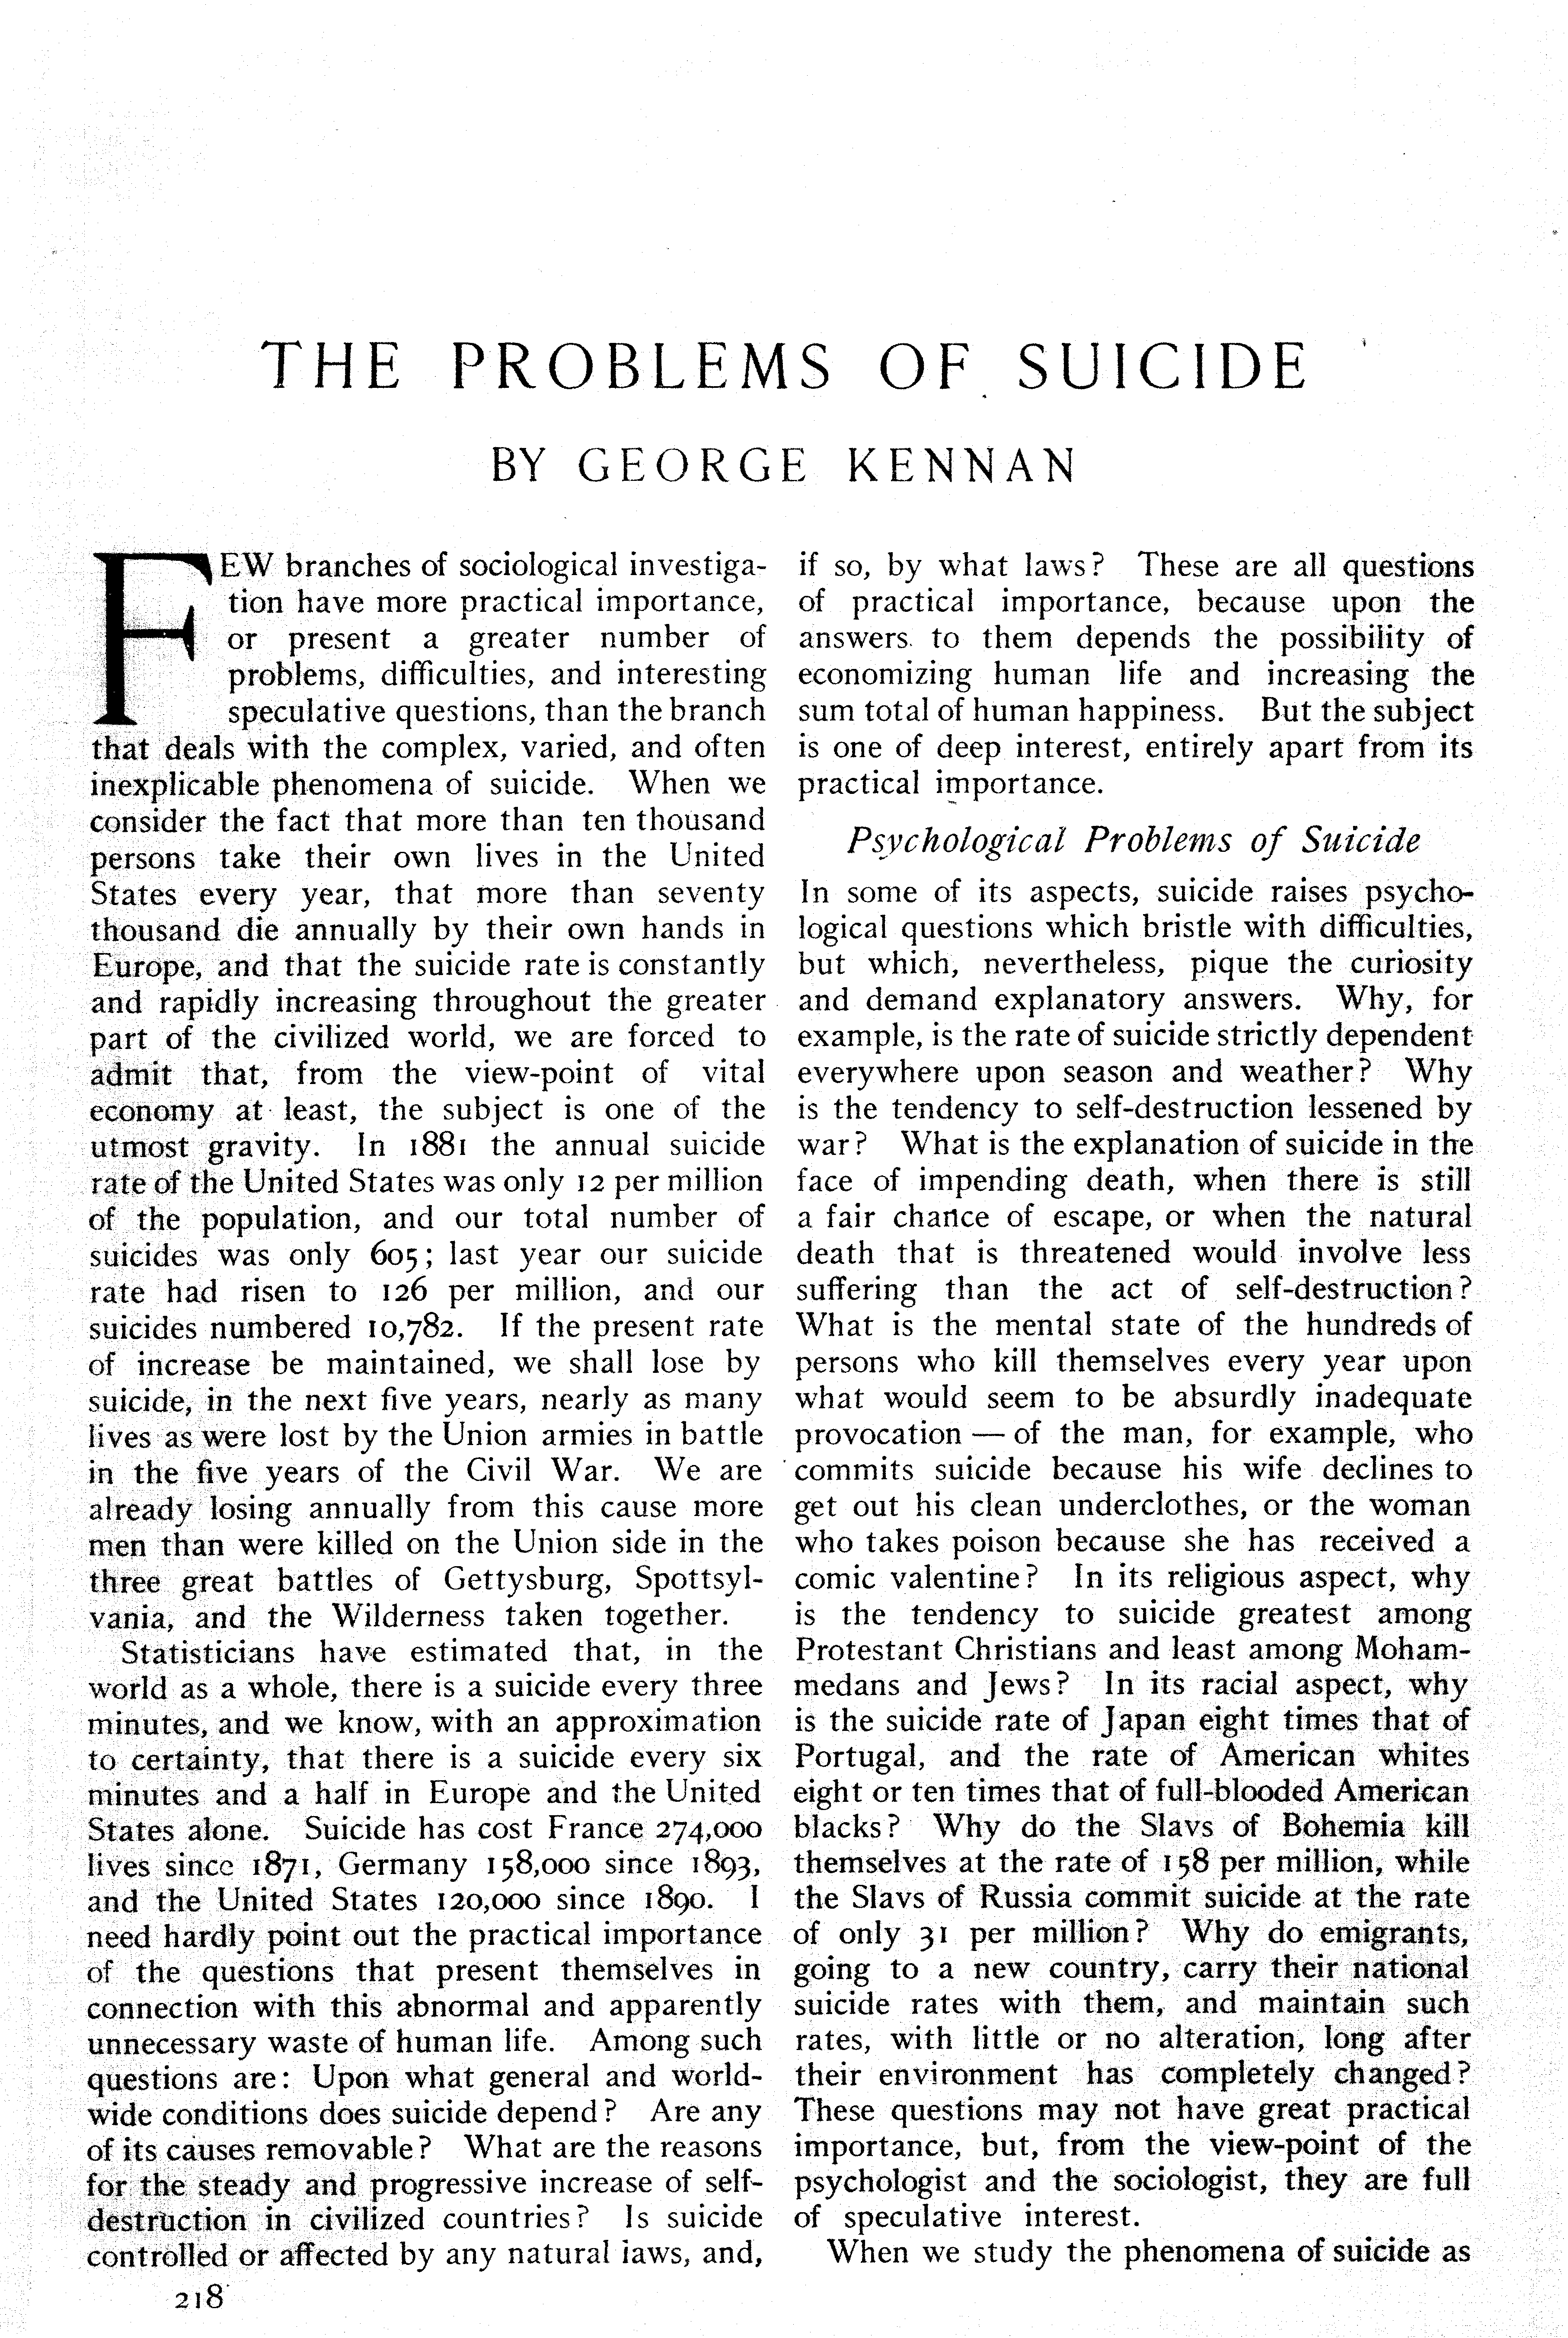 THE PROBLEMS OF SUICIDE
BY GEORGE KENNAN
FEW branches of sociological investiga-
tion have more practical importance,
or present a greater number of
problems, difficulties, and interesting
speculative questions, than the branch
that deals with the complex, varied, and often
inexplicable phenomena of suicide. When we
consider the fact that more than ten thousand
persons take their own lives in the United
States every year, that more than seventy
thousand die annually by their own hands in
Europe, and that the suicide rate is constantly
and rapidly increasing throughout the greater
part of the civilized world, we are forced to
admit that, from the view-point of vital
economy at least, the subject is one of the
utmost gravity. In 1881 the annual suicide
rate of the United States was only 12 per million
of the population, and our total number of
suicides was only 605; last year our suicide
rate had risen to 126 per million, and our
suicides numbered 10,782. If the present rate
of increase be maintained, we shall lose by
suicide, in the next five years, nearly as many
lives as were lost by the Union armies in battle
in the five years of the Civil War. We are
already losing annually from this cause more
men than were killed on the Union side in the
three great battles of Gettysburg, Spottsyl-
vania, and the Wilderness taken together.
Statisticians have estimated that, in the
world as a whole, there is a suicide every three
minutes, and we know, with an approximation
to certainty, that there is a suicide every six
minutes and a half in Europe and the United
States alone. Suicide has cost France 274,000
lives since 1871, Germany 158,000 since 1893,
and the United States 120,000 since 1890. I
need hardly point out the practical importance
of the questions that present themselves in
connection with this abnormal and apparently
unnecessary waste of human life. Among such
questions are: Upon what general and world-
wide conditions does suicide depend? Are any
of its causes removable? What are the reasons
for the steady and progressive increase of self-
destruction in civilized countries? Is suicide
controlled or affected by any natural laws, and,
218
if so, by what laws? These are all questions
of practical importance, because upon the
answers to them depends the possibility of
economizing human life and increasing the
sum total of human happiness. But the subject
is one of deep interest, entirely apart from its
practical importance.
Psychological Problems of Suicide
In some of its aspects, suicide raises psycho-
logical questions which bristle with difficulties,
but which, nevertheless, pique the curiosity
and demand explanatory answers. Why, for
example, is the rate of suicide strictly dependent
everywhere upon season and weather? Why
is the tendency to self-destruction lessened by
war? What is the explanation of suicide in the
face of impending death, when there is still
a fair chance of escape, or when the natural
death that is threatened would involve less
suffering than the act of self-destruction?
What is the mental state of the hundreds of
persons who kill themselves every year upon
what would seem to be absurdly inadequate
provocation — of the man, for example, who
commits suicide because his wife declines to
get out his clean underclothes, or the woman
who takes poison because she has received a
comic valentine? In its religious aspect, why
is the tendency to suicide greatest among
Protestant Christians and least among Moham-
medans and Jews? In its racial aspect, why
is the suicide rate of Japan eight times that of
Portugal, and the rate of American whites
eight or ten times that of full-blooded American
blacks? Why do the Slavs of Bohemia kill
themselves at the rate of 158 per million, while
the Slavs of Russia commit suicide at the rate
of only 31 per million? Why do emigrants,
going to a new country, carry their national
suicide rates with them, and maintain such
rates, with little or no alteration, long after
their environment has completely changed?
These questions may not have great practical
importance, but, from the view-point of the
psychologist and the sociologist, they are full
of speculative interest.
When we study the phenomena of suicide as